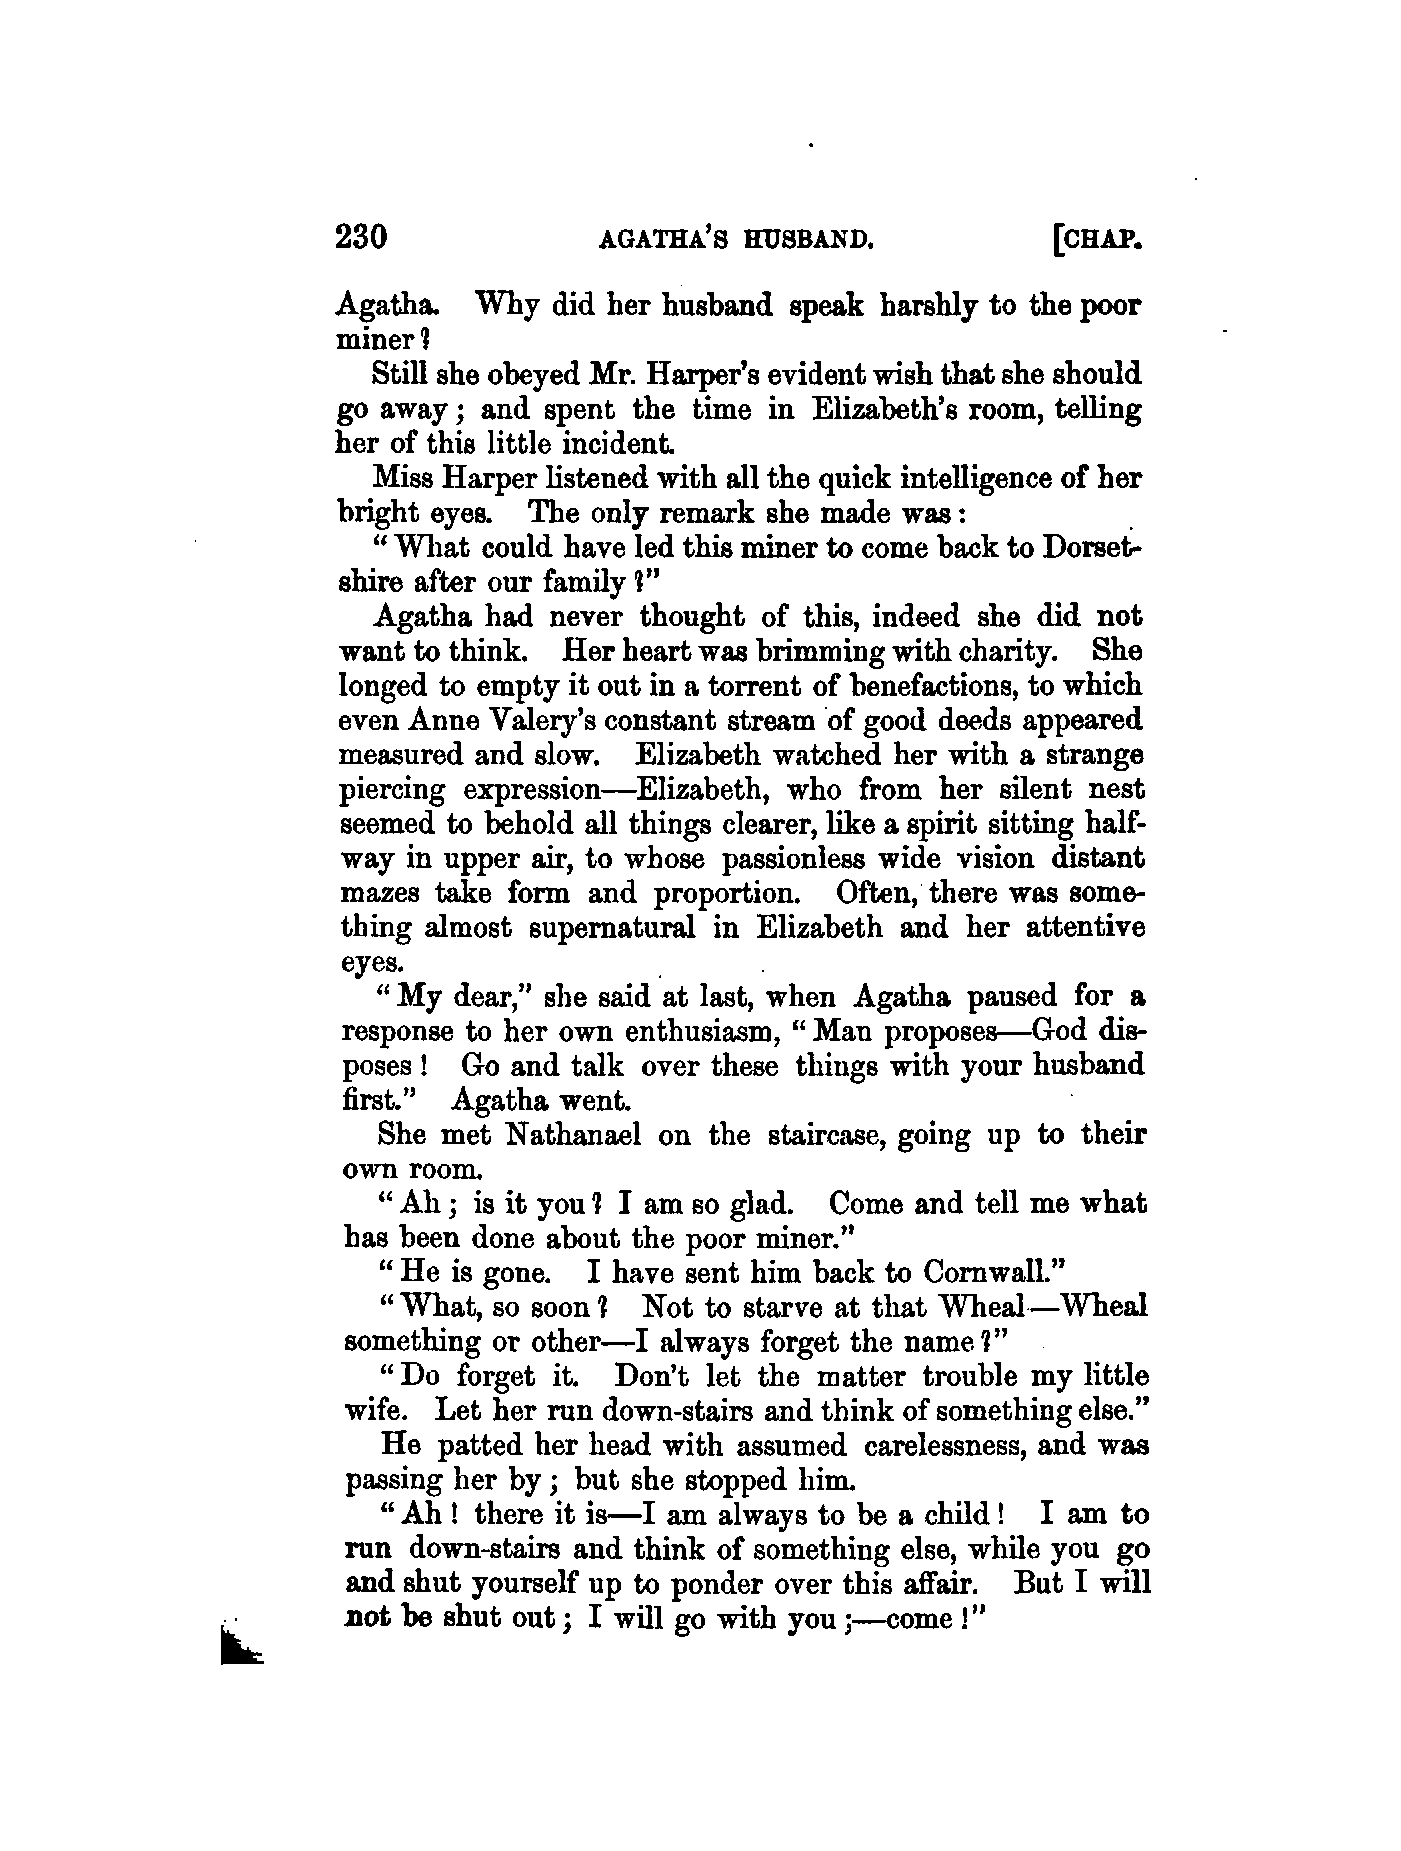 230 AGATHA'S HUSBAND. [CHAP.
Agatha. Why did her husband speak harshly to the poor
miner?
Still she obeyed Mr. Harper's evident wish that she should
go away; and spent the time in Elizabeth's room, telling
her of this little incident.
Miss Harper listened with all the quick intelligence of her
bright eyes. The only remark she made was:
"What could have led this miner to come back to Dorset-
shire after our family?"
Agatha had never thought of this, indeed she did not
want to think. Her heart was brimming with charity. She
longed to empty it out in a torrent of benefactions, to which
even Anne Valery's constant stream of good deeds appeared
measured and slow. Elizabeth watched her with a strange
piercing expression—Elizabeth, who from her silent nest
seemed to behold all things clearer, like a spirit sitting half-
way in upper air, to whose passionless wide vision distant
mazes take form and proportion. Often, there was some-
thing almost supernatural in Elizabeth and her attentive
eyes.
"My dear," she said at last, when Agatha paused for a
response to her own enthusiasm, "Man proposes—God dis-
poses! Go and talk over these things with your husband
first." Agatha went.
She met Nathanael on the staircase, going up to their
own room.
"Ah; is it you? I am so glad. Come and tell me what
has been done about the poor miner."
"He is gone. I have sent him back to Cornwall."
"What, so soon? Not to starve at that Wheal—Wheal
something or other—I always forget the name?"
"Do forget it. Don't let the matter trouble my little
wife. Let her run down-stairs and think of something else."
He patted her head with assumed carelessness, and was
passing her by; but she stopped him.
"Ah! there it is—I am always to be a child! I am to
run down-stairs and think of something else, while you go
and shut yourself up to ponder over this affair. But I will
not be shut out; I will go with you;—come!"